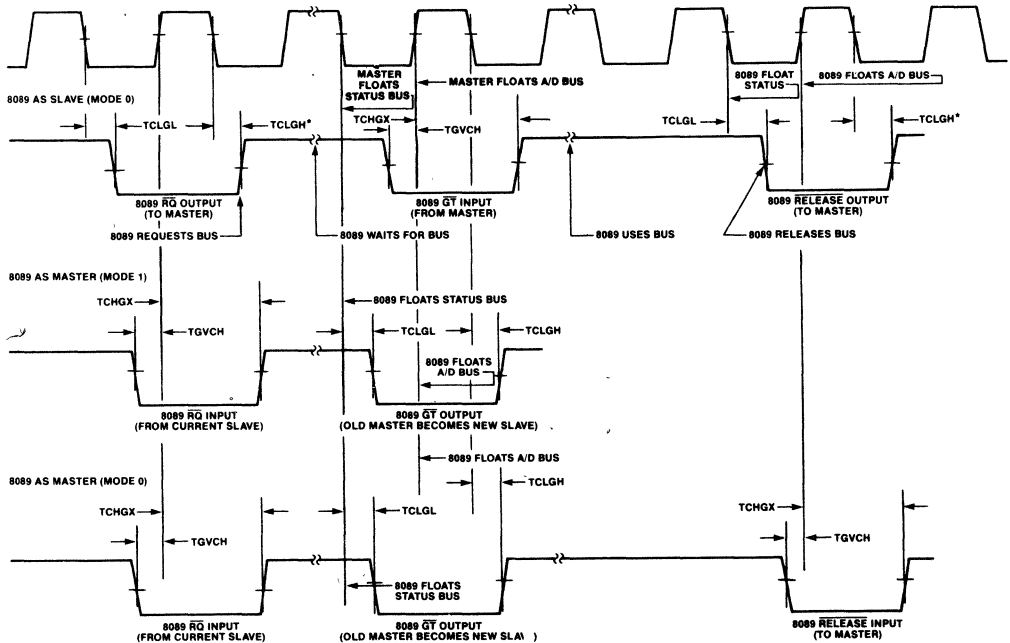 MASTER
FLOATS
STATUS BUS
MASTER FLOATS A/D BUS
8089 FLOAT
STATUS
8089 FLOATS A/D BUS
8089 AS SLAVE (MODE 0)
TCLGL
TCLGH*
TCHGX
TGVCH
TCLGL
TCLGH*
8089 RQ OUTPUT
(TO MASTER)
8089 GT INPUT
(FROM MASTER)
8089 RELEASE OUTPUT
(TO MASTER)
8089 REQUESTS BUS
8089 WAITS FOR BUS
8089 USES BUS
8089 RELEASES BUS
8089 AS MASTER (MODE 1)
TCHGX
8089 FLOATS STATUS BUS
TGVCH
TCLGL
TCLGH
8089 FLOATS
A/D BUS
8089 RQ INPUT
(FROM CURRENT SLAVE)
8089 GT OUTPUT
(OLD MASTER BECOMES NEW SLAVE)
8089 FLOATS A/D BUS
8089 AS MASTER (MODE 0)
TCLGH
TCHGX
TCLGL
TCHGX
TGVCH
TGVCH
8089 FLOATS
STATUS BUS
8089 RQ INPUT
(FROM CURRENT SLAVE)
8089 GT OUTPUT
(OLD MASTER BECOMES NEW SLA )
8089 RELEASE INPUT
(TO MASTER)